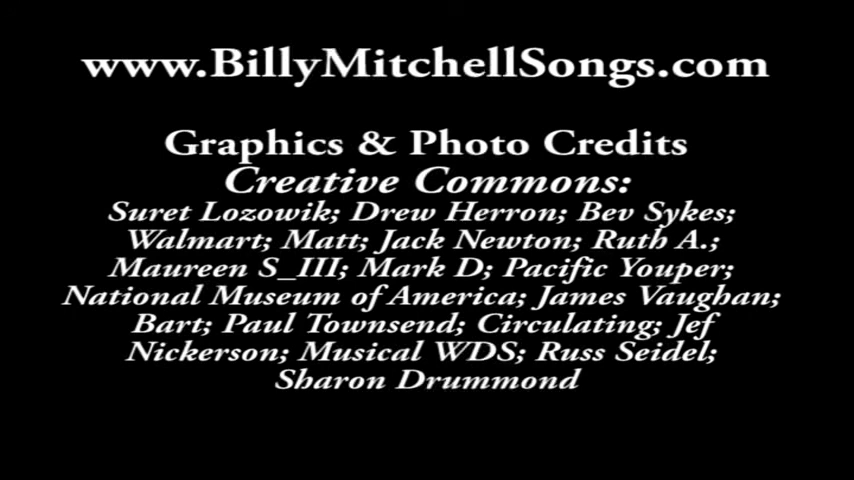 www.BillyMitchellSongs.com
Graphics & Photo Credits
Creative Commons:
Suret Lozowik; Drew Herron; Bev Sykes;
Walmart; Matt; Jack Newton; Ruth A.;
Maureen S_III; Mark D; Pacific Youper;
National Museum of America; James Vaughan;
Bart; Paul Townsend; Circulating; Jef
Nickerson; Musical WDS; Russ Seidel;
Sharon Drummond